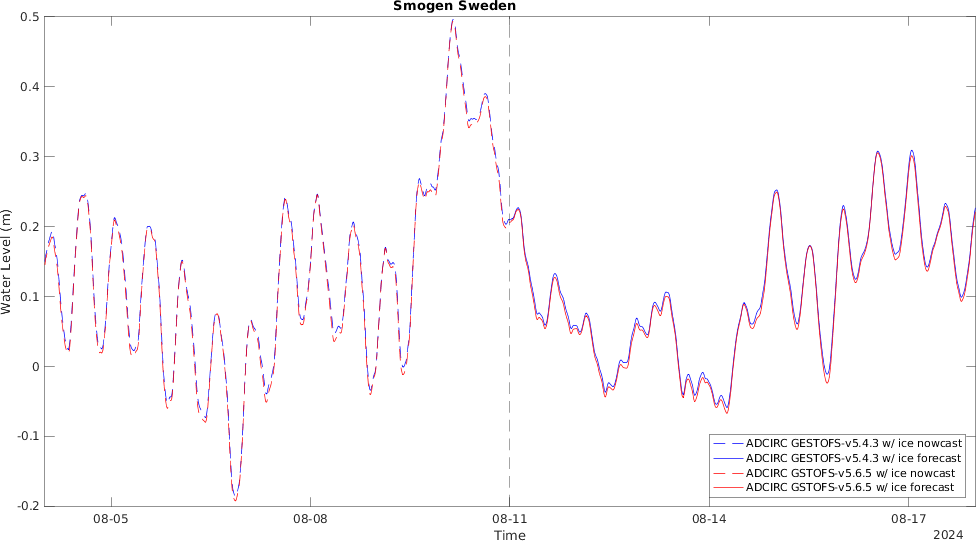 Smogen Sweden
0.5
0.4
0.3
0.2
0.1
0
-0.1
-0.2
Water Level (m)
08-05
08-08
08-11
08-14
08-17
Time
2024
ADCIRC GESTOFS-v5.4.3 w/ ice nowcast
ADCIRC GESTOFS-v5.4.3 w/ ice forecast
ADCIRC GSTOFS-v5.6.5 w/ ice nowcast
ADCIRC GSTOFS-v5.6.5 w/ ice forecast